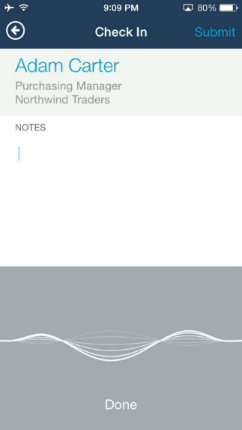 9:09 PM
80%
Check In
Submit
Adam Carter
Purchasing Manager
Northwind Traders
NOTES
Done